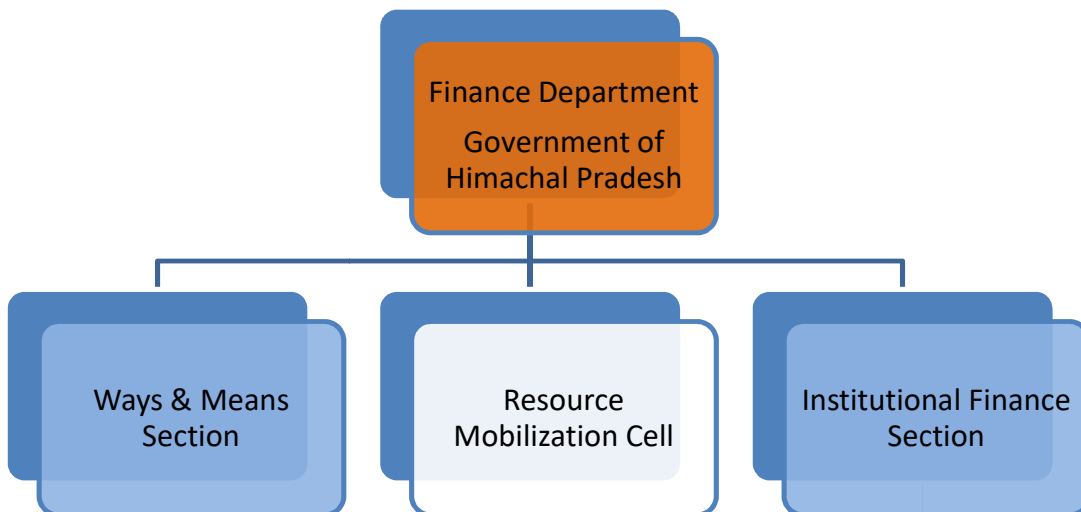 Finance Department
Government of
Himachal Pradesh
Ways & Means
Section
Resource
Mobilization Cell
Institutional Finance
Section